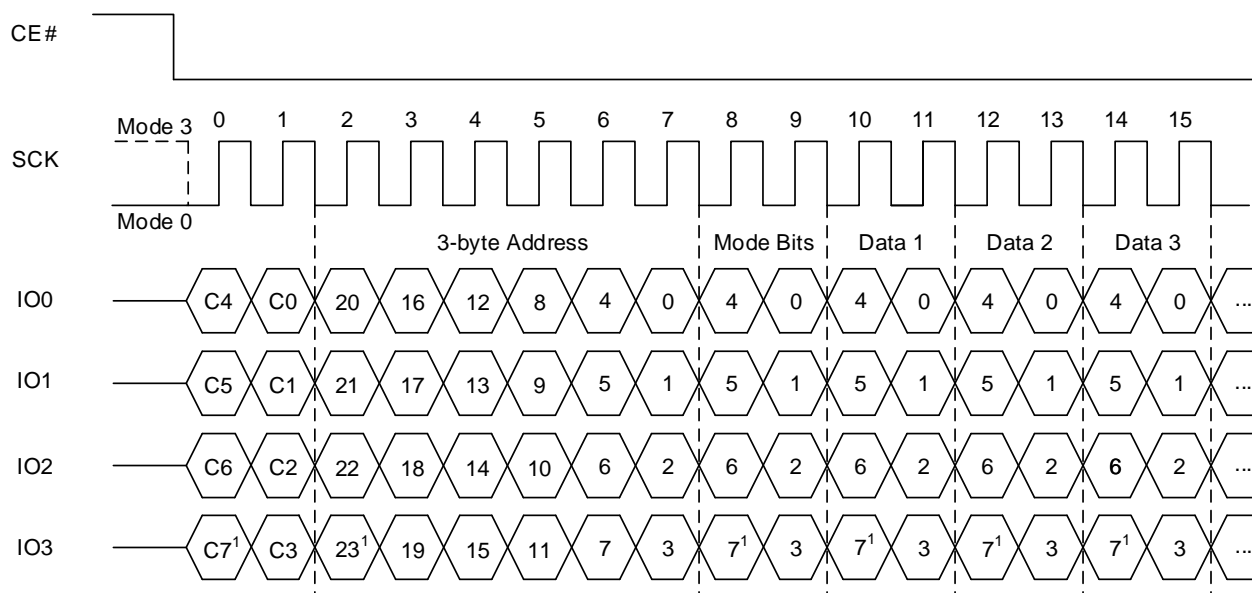 CE#
Mode 3 0 1 2 3 4 5 6 7 8 9 10 11 12 13 14 15
SCK
Mode 0
3-byte Address Mode Bits Data 1 Data 2 Data 3
IO0 C4 C0 20 16 12 8 4 0 4 0 4 0 4 0 4 0 ...
IO1 C5 C1 21 17 13 9 5 1 5 1 5 1 5 1 5 1 ...
IO2 C6 C2 22 18 14 10 6 2 6 2 6 2 6 2 6 2 ...
IO3 C7¹ C3 23¹ 19 15 11 7 3 7¹ 3 7¹ 3 7¹ 3 7¹ 3 ...